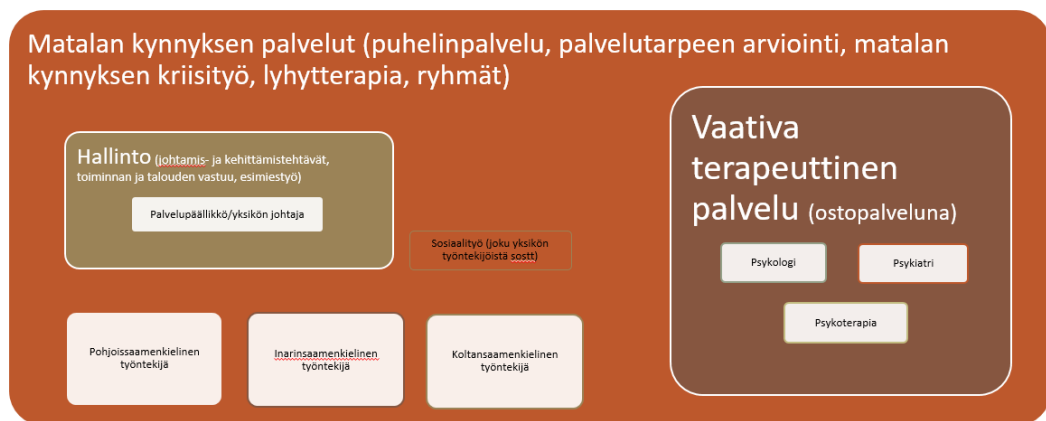 Matalan kynnyksen palvelut (puhelinpalvelu, palvelutarpeen arviointi, matalan
kynnyksen kriisityö, lyhytterapia, ryhmät)
Hallinto (johtamis- ja kehittämistehtävät,
toiminnan ja talouden vastuu, esimiestyö)
Palvelupäällikkö/yksikön johtaja
Sosiaalityö (joku yksikön
työntekijöistä sostt)
Pohjoissaamenkielinen
työntekijä
Inarinsaamenkielinen
työntekijä
Koltansaamenkielinen
työntekijä
Vaativa
terapeuttinen
palvelu (ostopalveluna)
Psykologi
Psykiatri
Psykoterapia